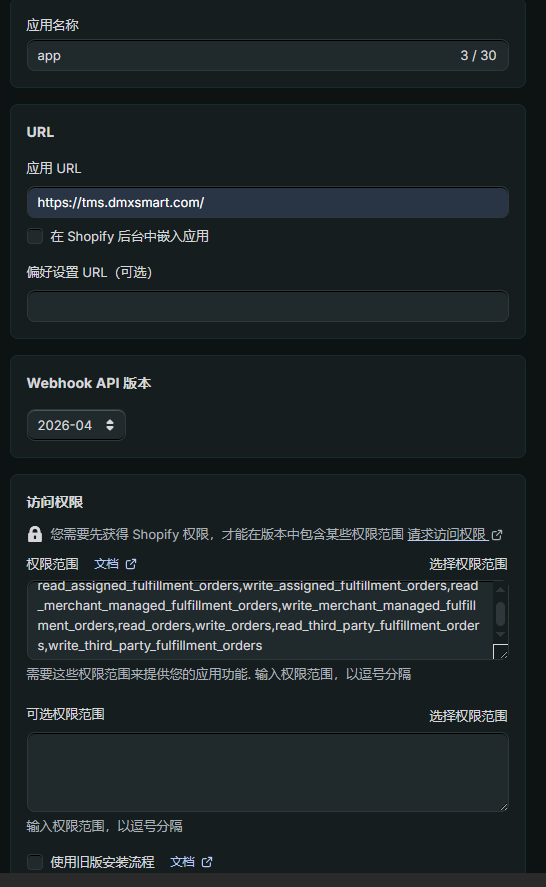 应用名称
app 3 / 30
URL
应用 URL
https://tms.dmxsmart.com/
在 Shopify 后台中嵌入应用
偏好设置 URL（可选）
Webhook API 版本
2026-04
访问权限
您需要先获得 Shopify 权限，才能在版本中包含某些权限范围 请求访问权限
权限范围 文档 选择权限范围
read_assigned_fulfillment_orders,write_assigned_fulfillment_orders,read
_merchant_managed_fulfillment_orders,write_merchant_managed_fulfill
ment_orders,read_orders,write_orders,read_third_party_fulfillment_order
s,write_third_party_fulfillment_orders
需要这些权限范围来提供您的应用功能. 输入权限范围，以逗号分隔
可选权限范围 选择权限范围
输入权限范围，以逗号分隔
使用旧版安装流程 文档